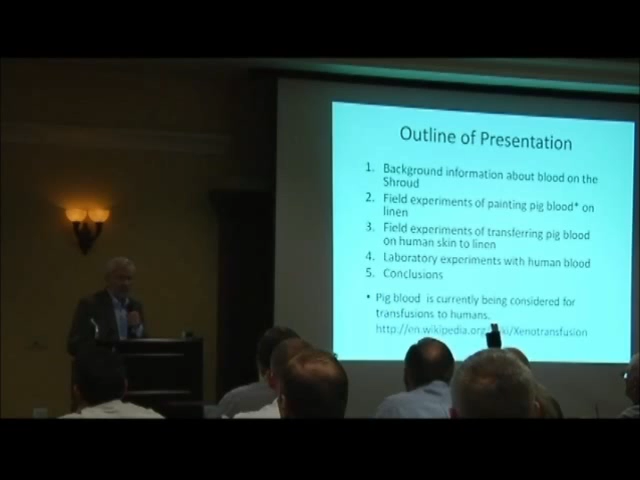 Outline of Presentation
1. Background information about blood on the
Shroud
2. Field experiments of painting pig blood* on
linen
3. Field experiments of transferring pig blood
on human skin to linen
4. Laboratory experiments with human blood
5. Conclusions
• Pig blood is currently being considered for
transfusions to humans.
http://en.wikipedia.org/ /Xenotransfusion